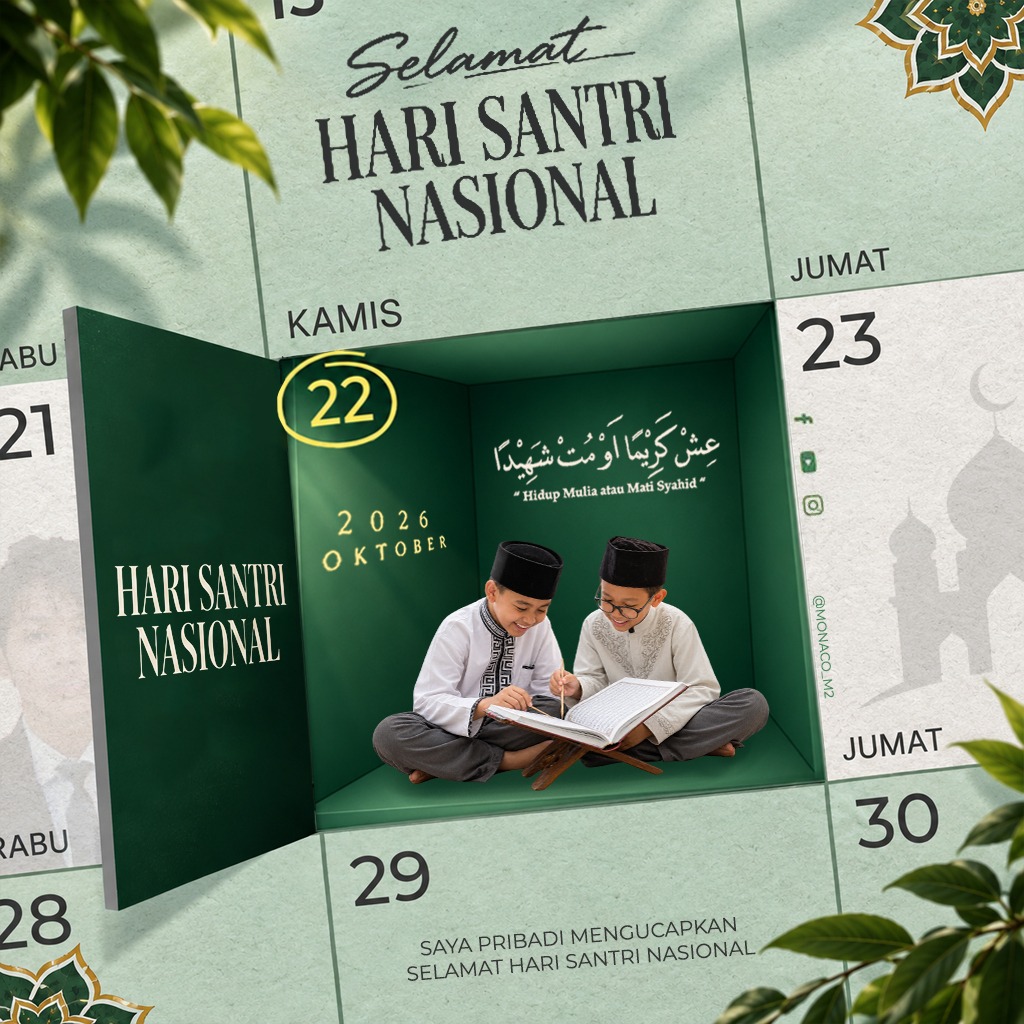 Selamat
HARI SANTRI
NASIONAL
JUMAT
KAMIS
ABU
21
22
23
عِشْ كَرِيْمًا اَوْ مُتْ شَهِيْدًا
“ Hidup Mulia atau Mati Syahid “
2026
OKTOBER
HARI SANTRI
NASIONAL
@MONACO_M2
JUMAT
RABU
28
29
30
SAYA PRIBADI MENGUCAPKAN
SELAMAT HARI SANTRI NASIONAL